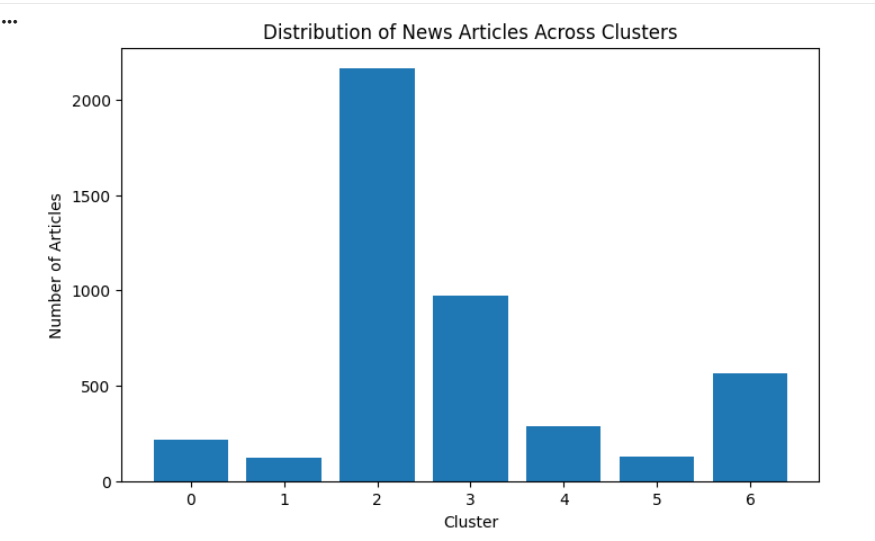 ...
Distribution of News Articles Across Clusters
2000
1500
1000
500
0
Number of Articles
0 1 2 3 4 5 6
Cluster